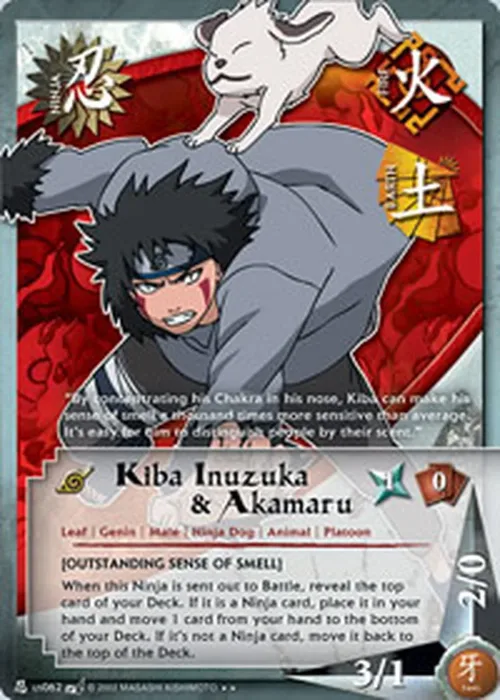 忍
NINJA
火
FIRE
土
EARTH
"By concentrating his Chakra in his nose, Kiba can make his
sense of smell a thousand times more sensitive than average.
It's easy for him to distinguish people by their scent."
Kiba Inuzuka
& Akamaru
1
0
Leaf | Genin | Male | Ninja Dog | Animal | Platoon
[OUTSTANDING SENSE OF SMELL]
When this Ninja is sent out to Battle, reveal the top
card of your Deck. If it is a Ninja card, place it in your
hand and move 1 card from your hand to the bottom
of your Deck. If it's not a Ninja card, move it back to
the top of the Deck.
2/0
3/1
牙
© 2002 MASASHI KISHIMOTO